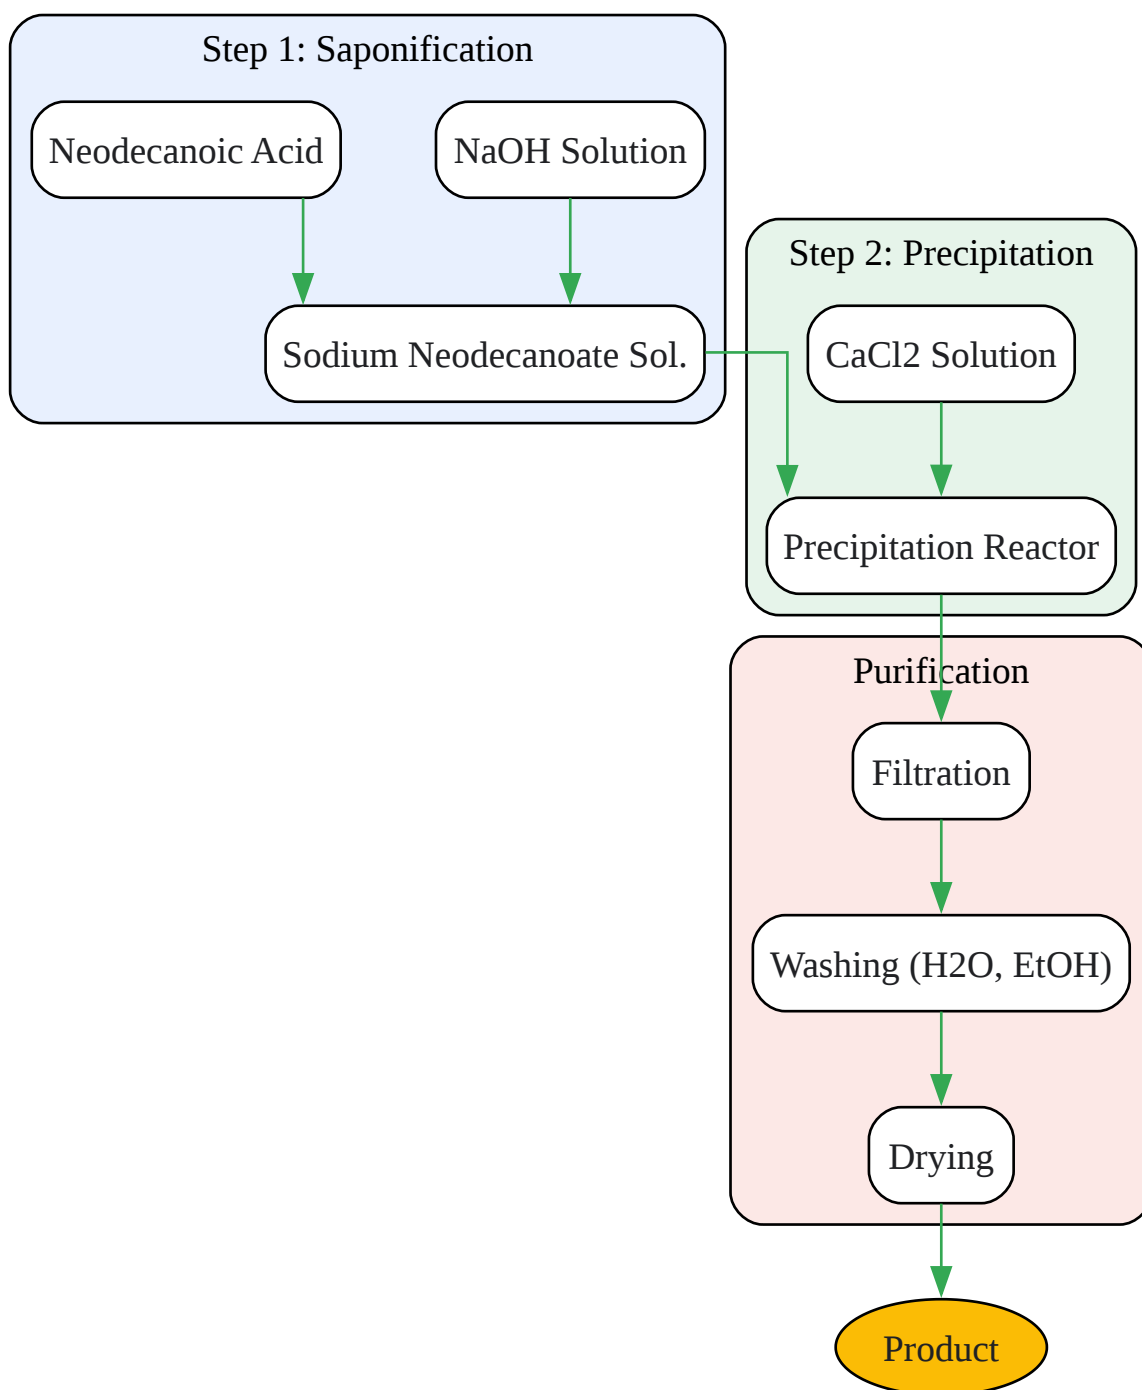 Step 1: Saponification
Neodecanoic Acid
NaOH Solution
Sodium Neodecanoate Sol.
Step 2: Precipitation
CaCl2 Solution
Precipitation Reactor
Purification
Filtration
Washing (H2O, EtOH)
Drying
Product